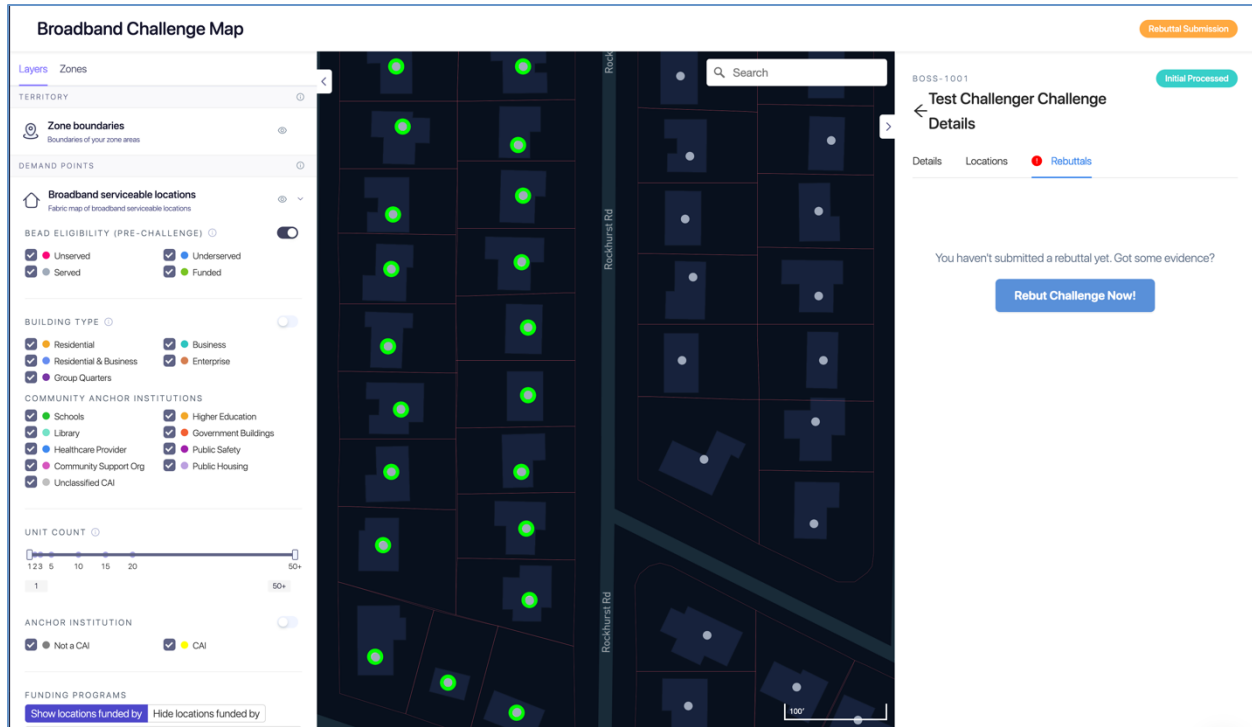 Broadband Challenge Map
Rebuttal Submission
Layers Zones
TERRITORY
Zone boundaries
Boundaries of your zone areas
DEMAND POINTS
Broadband serviceable locations
Fabric map of broadband serviceable locations
BEAD ELIGIBILITY (PRE-CHALLENGE)
Unserved Underserved
Served Funded
BUILDING TYPE
Residential Business
Residential & Business Enterprise
Group Quarters
COMMUNITY ANCHOR INSTITUTIONS
Schools Higher Education
Library Government Buildings
Healthcare Provider Public Safety
Community Support Org Public Housing
Unclassified CAI
UNIT COUNT
1 2 3 5 10 15 20 50+
1 50+
ANCHOR INSTITUTION
Not a CAI CAI
FUNDING PROGRAMS
Show locations funded by Hide locations funded by
Rock
Search
Rockhurst Rd
Rockhurst Rd
100'
BOSS-1001
Initial Processed
Test Challenger Challenge
Details
Details Locations ! Rebuttals
You haven't submitted a rebuttal yet. Got some evidence?
Rebut Challenge Now!